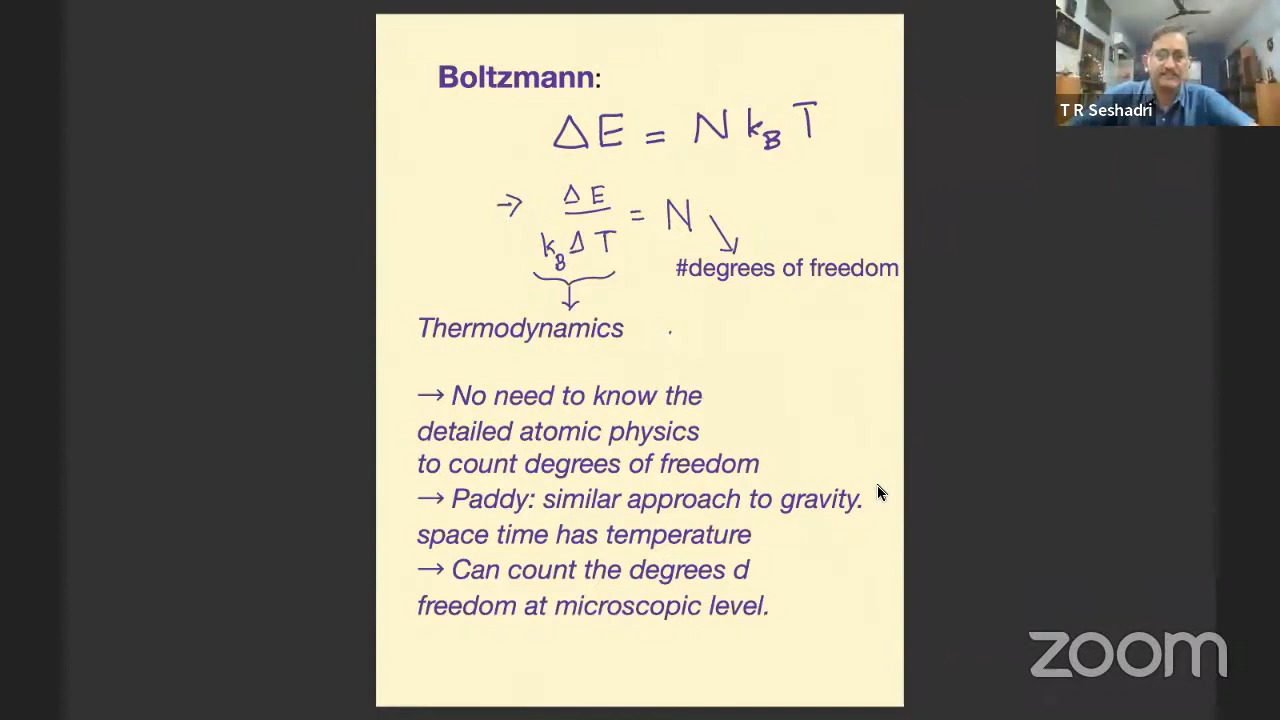 Boltzmann:
ΔE = N k_B T
→ ΔE / k_B ΔT = N
#degrees of freedom
Thermodynamics
→ No need to know the
detailed atomic physics
to count degrees of freedom
→ Paddy: similar approach to gravity.
space time has temperature
→ Can count the degrees d
freedom at microscopic level.
T R Seshadri
zoom